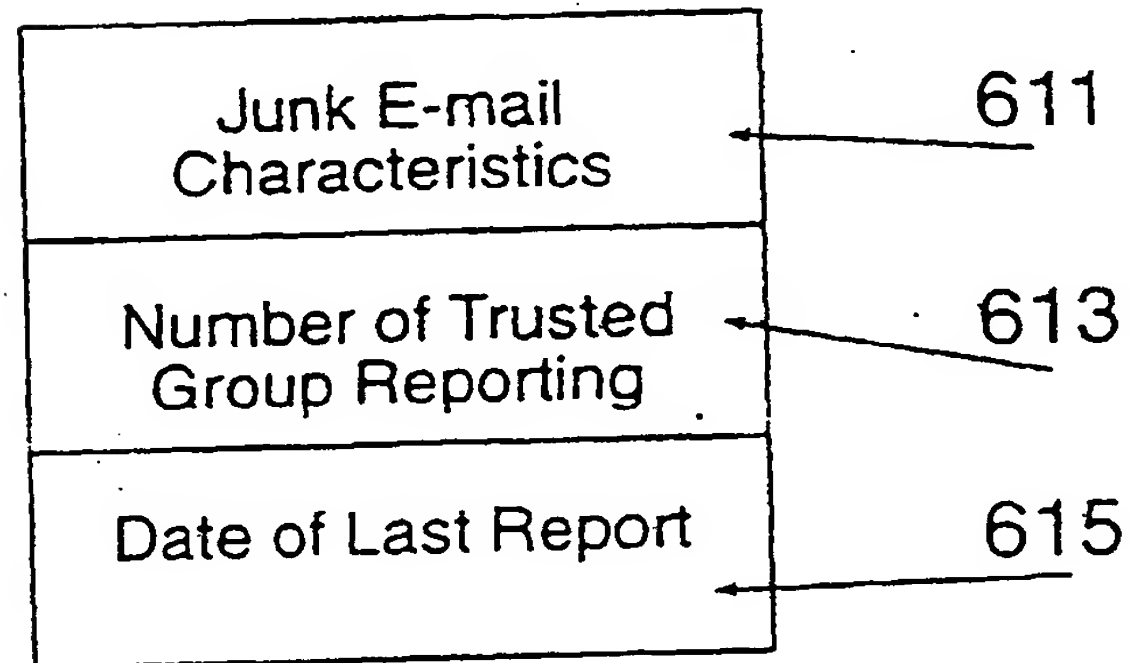 Junk E-mail
Characteristics
611
Number of Trusted
Group Reporting
613
Date of Last Report
615